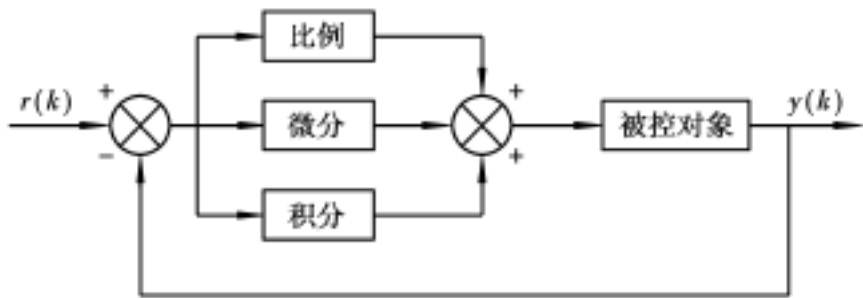 比例
r(k)
+
−
微分
+
+
被控对象
y(k)
积分